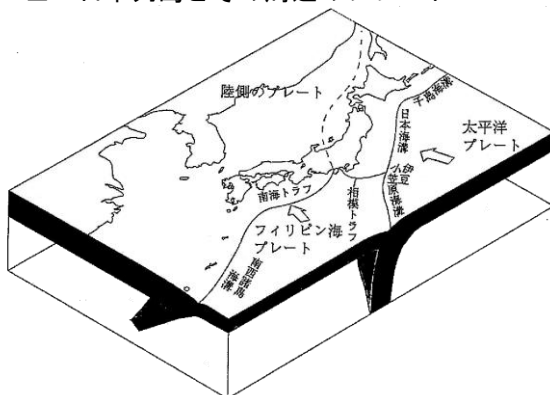 陸側のプレート
千島海溝
日本海溝
太平洋
プレート
伊豆
小笠原海溝
南海トラフ
相模トラフ
フィリピン海
プレート
南西諸島
海溝